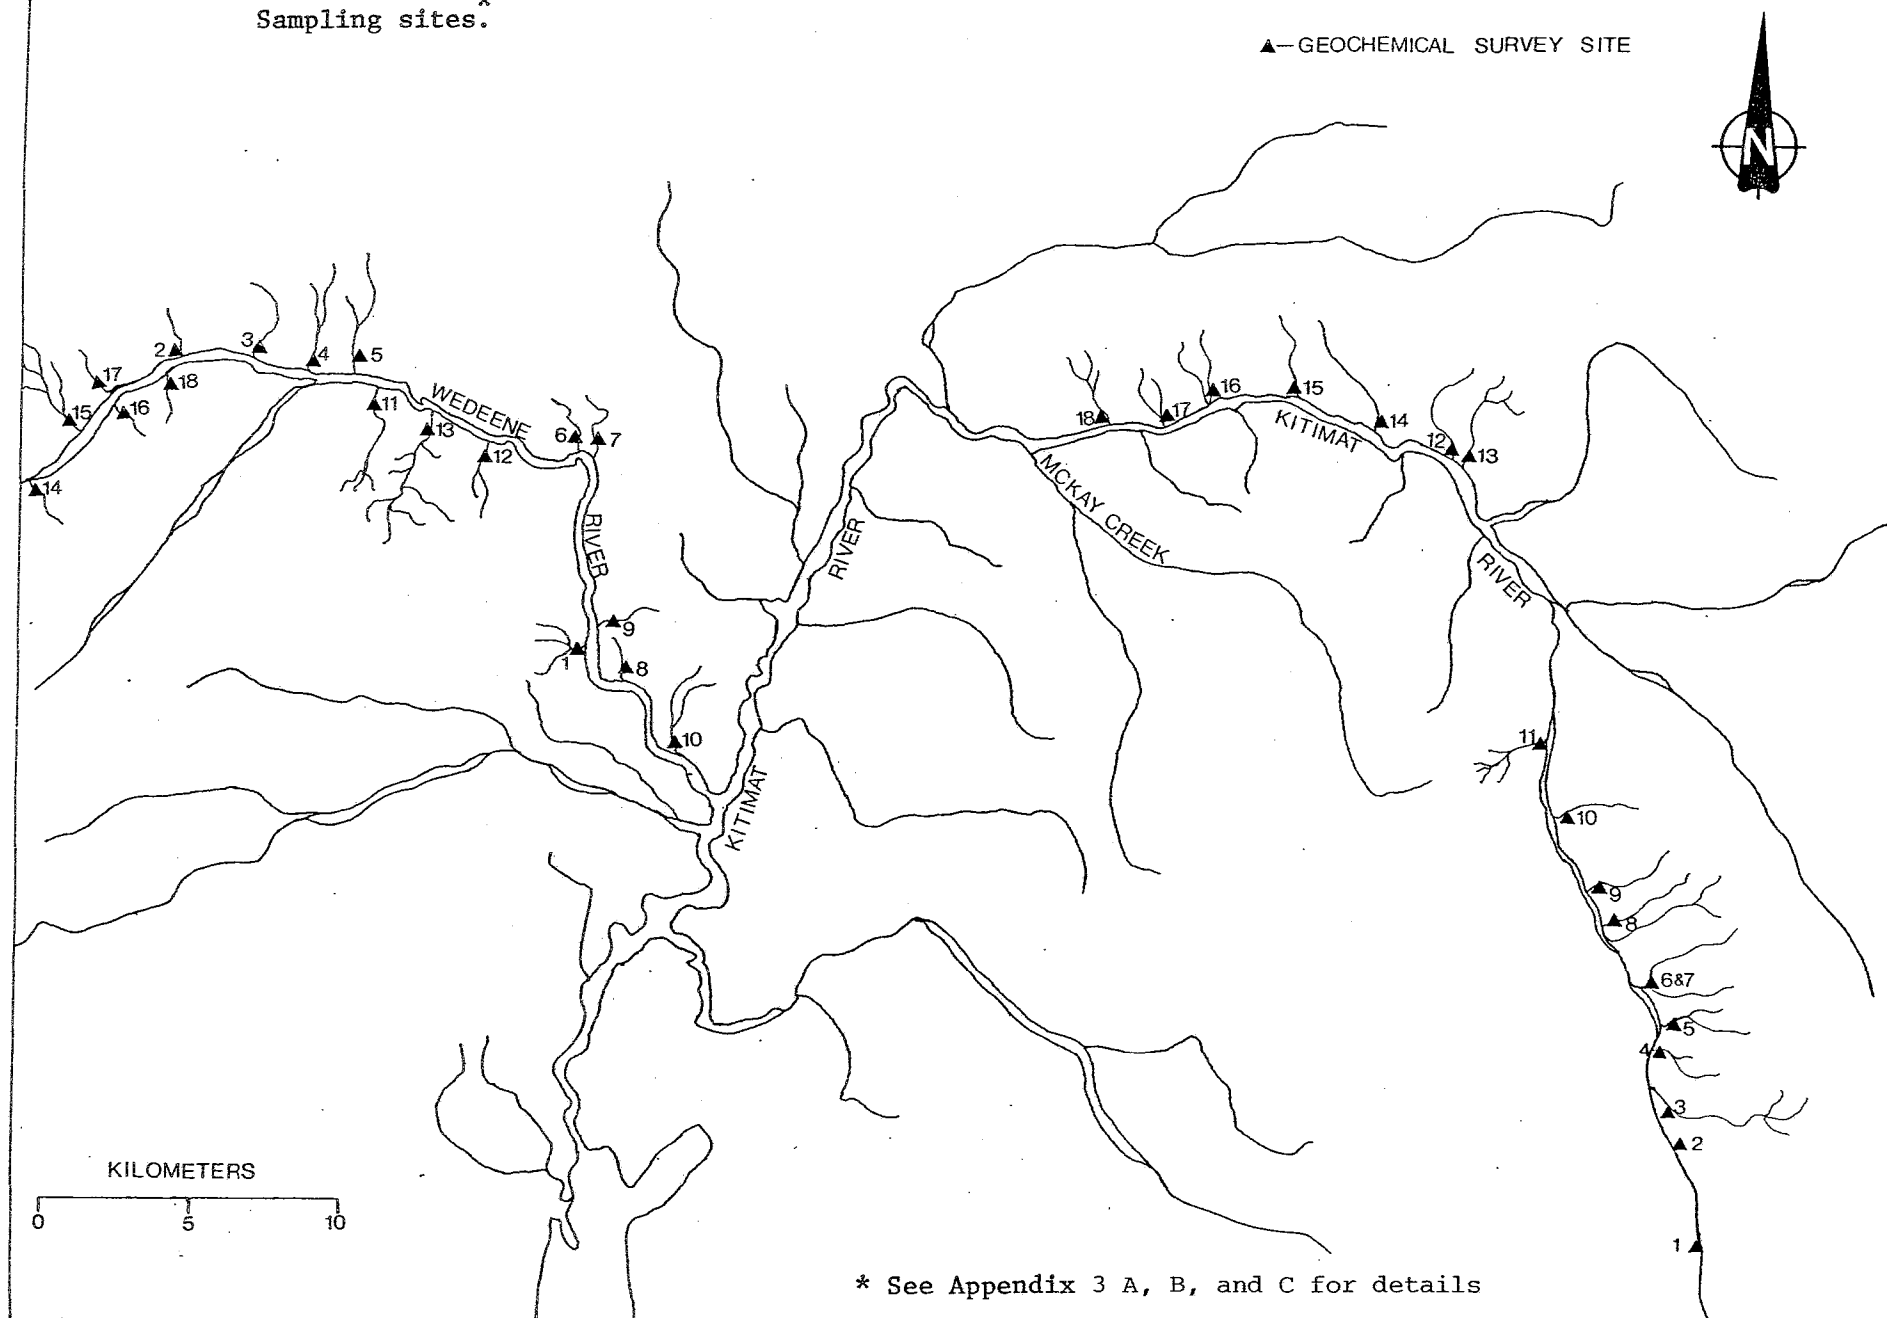 Sampling sites.*
▲—GEOCHEMICAL SURVEY SITE
N
3
2
4
5
17
18
15
16
11
WEDEENE
13
6
7
12
14
RIVER
9
1
8
10
RIVER
KITIMAT
MCKAY CREEK
18
17
16
15
14
KITIMAT
12
13
RIVER
11
10
9
8
6&7
5
4
3
2
1
KILOMETERS
0 5 10
* See Appendix 3 A, B, and C for details